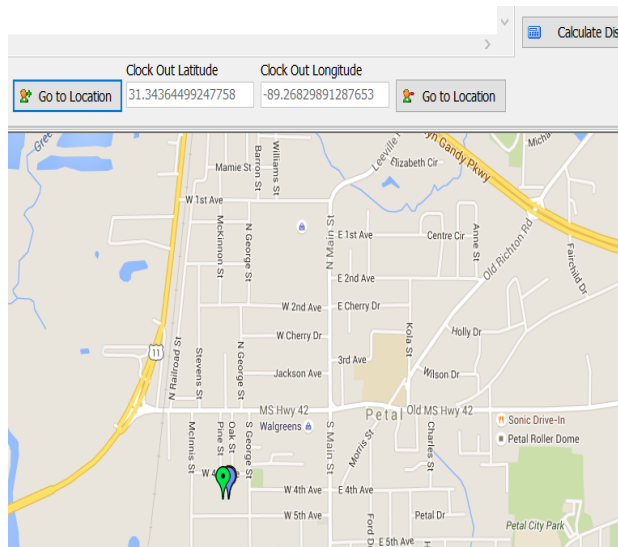 Calculate Dis
Clock Out Latitude
Clock Out Longitude
Go to Location
31.34364499247758
-89.26829891287653
Go to Location
Gree
Mamie St
Barron St
Williams St
Leeville
Elizabeth Cir
yn Gandy Pkwy
Micha
W 1st Ave
McKinnon St
N George St
N Main St
E 1st Ave
Centre Cir
Anne St
Old Richton Rd
Fairchild Dr
E 2nd Ave
W 2nd Ave
E Cherry Dr
W Cherry Dr
Kola St
Holly Dr
11
N Railroad St
Stevens St
N George St
3rd Ave
Jackson Ave
Wilson Dr
MS Hwy 42
Petal
Old MS Hwy 42
Walgreens
Sonic Drive-In
Petal Roller Dome
McInnis St
Pine St
Oak St
S George St
S Main St
Morris St
Charles St
W 4
e
W 4th Ave
E 4th Ave
W 5th Ave
Ford D
Petal Dr
Petal City Park
E 5th Ave